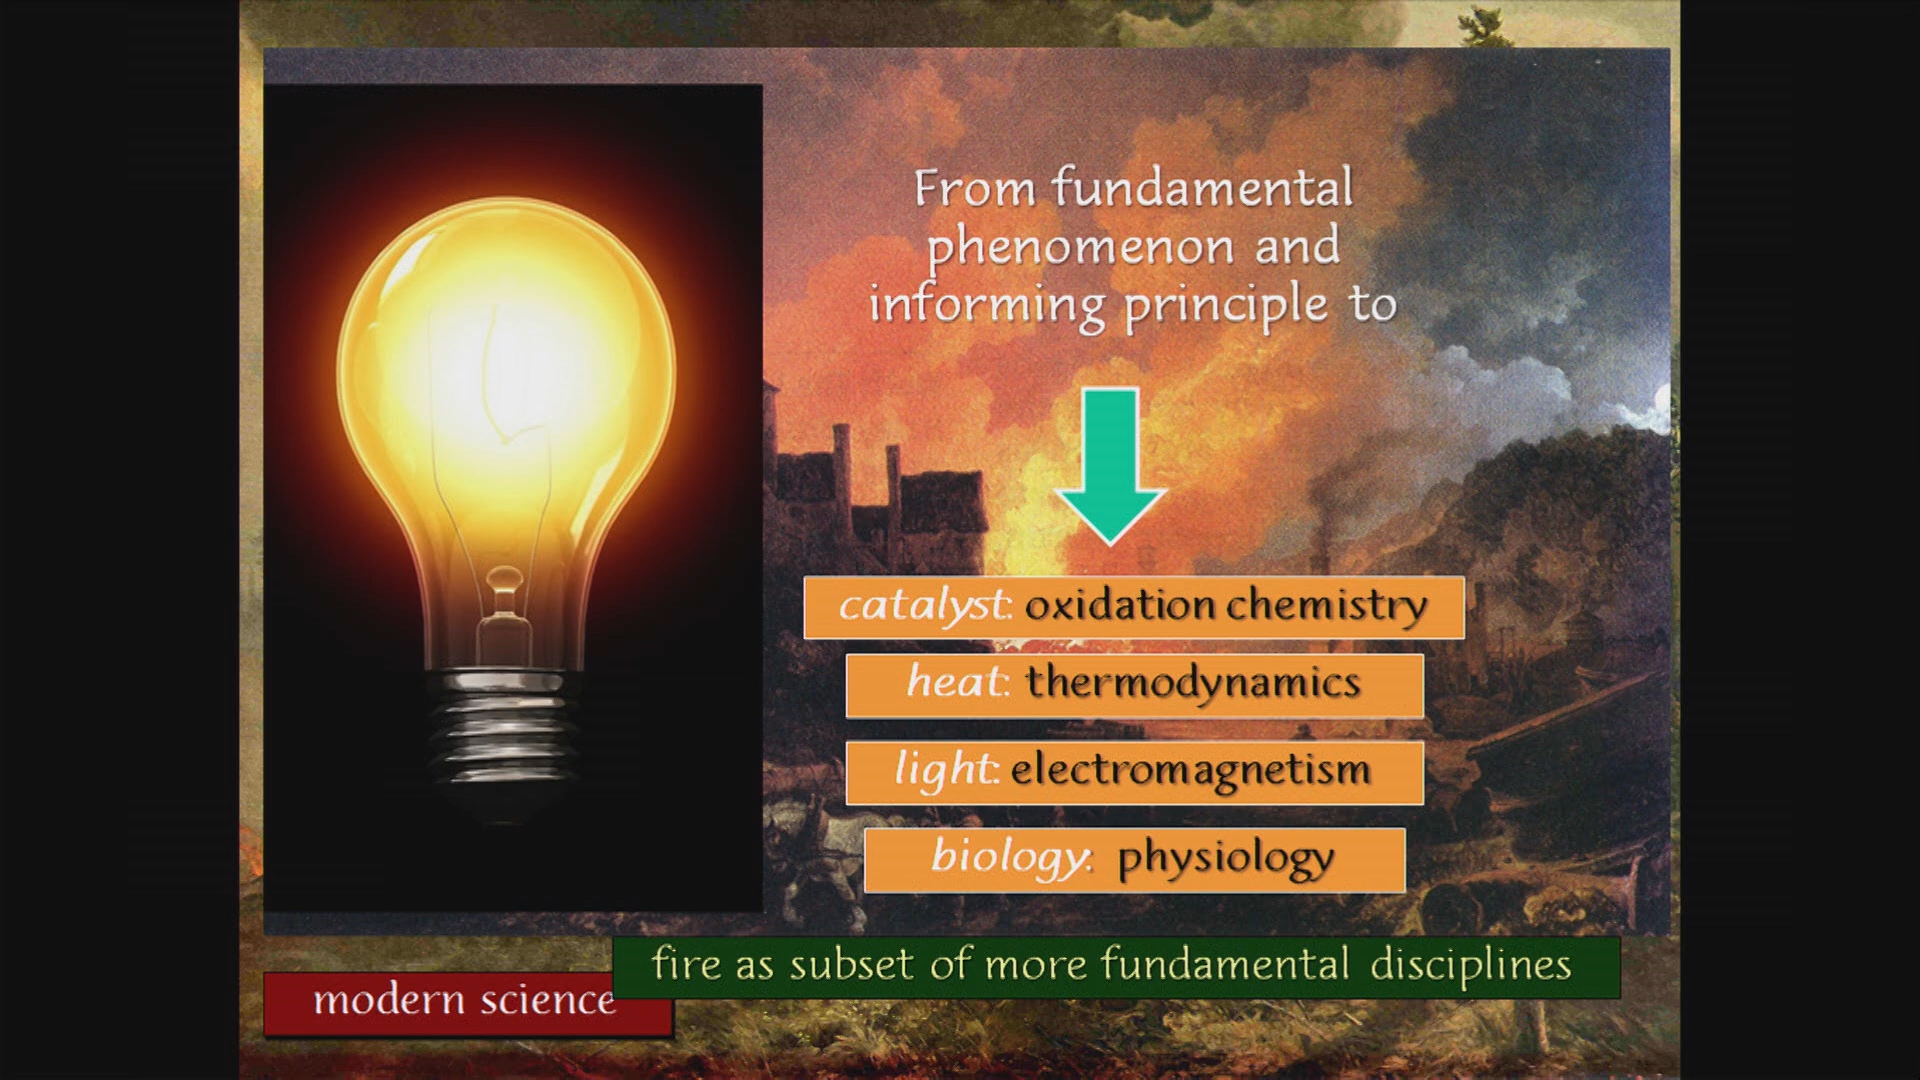 From fundamental
phenomenon and
informing principle to
catalyst: oxidation chemistry
heat: thermodynamics
light: electromagnetism
biology: physiology
fire as subset of more fundamental disciplines
modern science